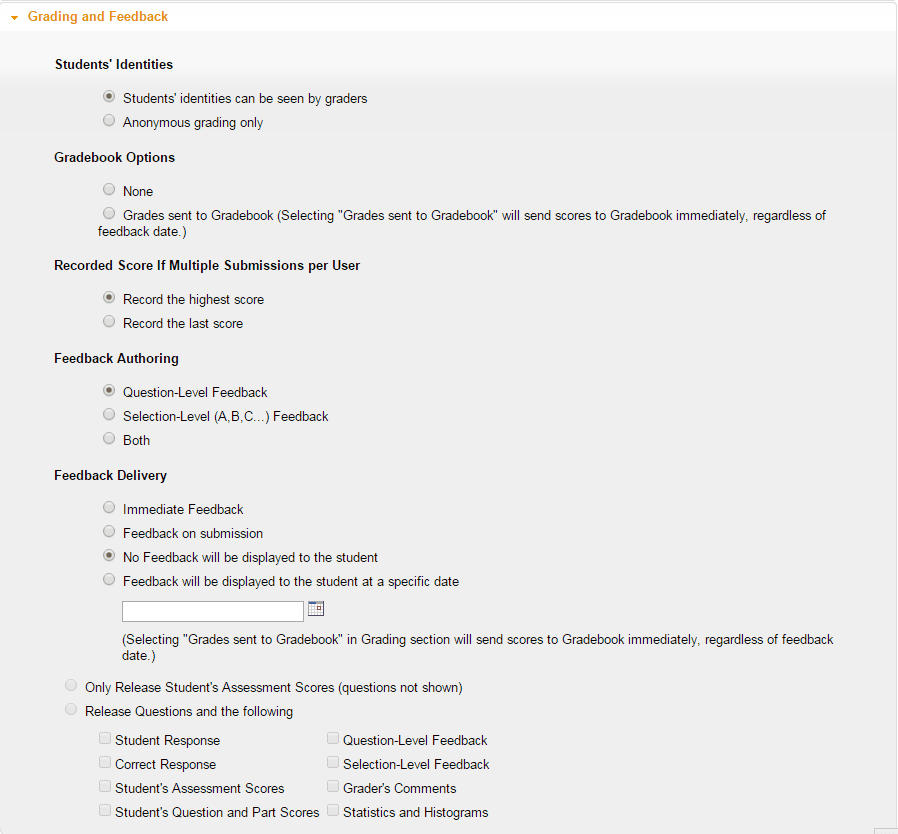 Grading and Feedback
Students' Identities
Students' identities can be seen by graders
Anonymous grading only
Gradebook Options
None
Grades sent to Gradebook (Selecting "Grades sent to Gradebook" will send scores to Gradebook immediately, regardless of
feedback date.)
Recorded Score If Multiple Submissions per User
Record the highest score
Record the last score
Feedback Authoring
Question-Level Feedback
Selection-Level (A,B,C...) Feedback
Both
Feedback Delivery
Immediate Feedback
Feedback on submission
No Feedback will be displayed to the student
Feedback will be displayed to the student at a specific date
(Selecting "Grades sent to Gradebook" in Grading section will send scores to Gradebook immediately, regardless of feedback
date.)
Only Release Student's Assessment Scores (questions not shown)
Release Questions and the following
Student Response Question-Level Feedback
Correct Response Selection-Level Feedback
Student's Assessment Scores Grader's Comments
Student's Question and Part Scores Statistics and Histograms